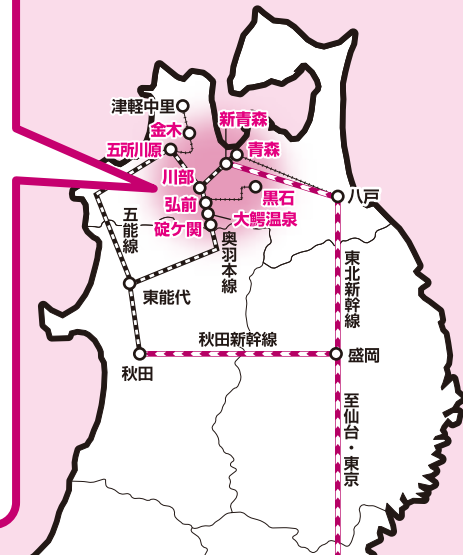 津軽中里
新青森
金木
青森
五所川原
川部
黒石
八戸
弘前
大鰐温泉
碇ケ関
五能線
奥羽本線
東北新幹線
東能代
秋田新幹線
盛岡
秋田
至仙台・東京